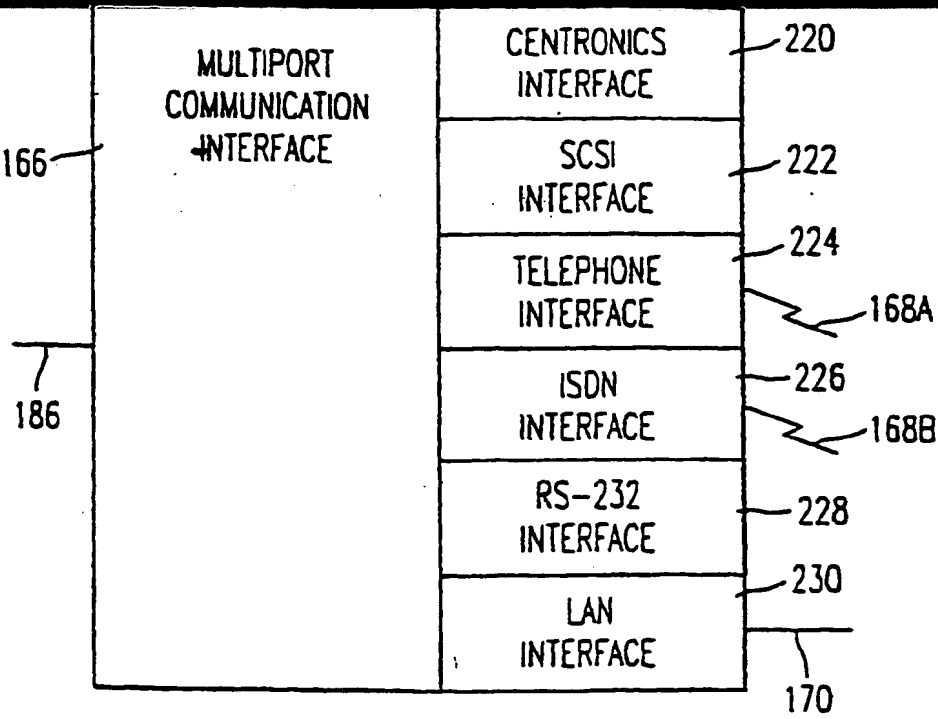 MULTIPORT
COMMUNICATION
INTERFACE
166
186
CENTRONICS
INTERFACE
220
SCSI
INTERFACE
222
TELEPHONE
INTERFACE
224
168A
ISDN
INTERFACE
226
168B
RS-232
INTERFACE
228
LAN
INTERFACE
230
170